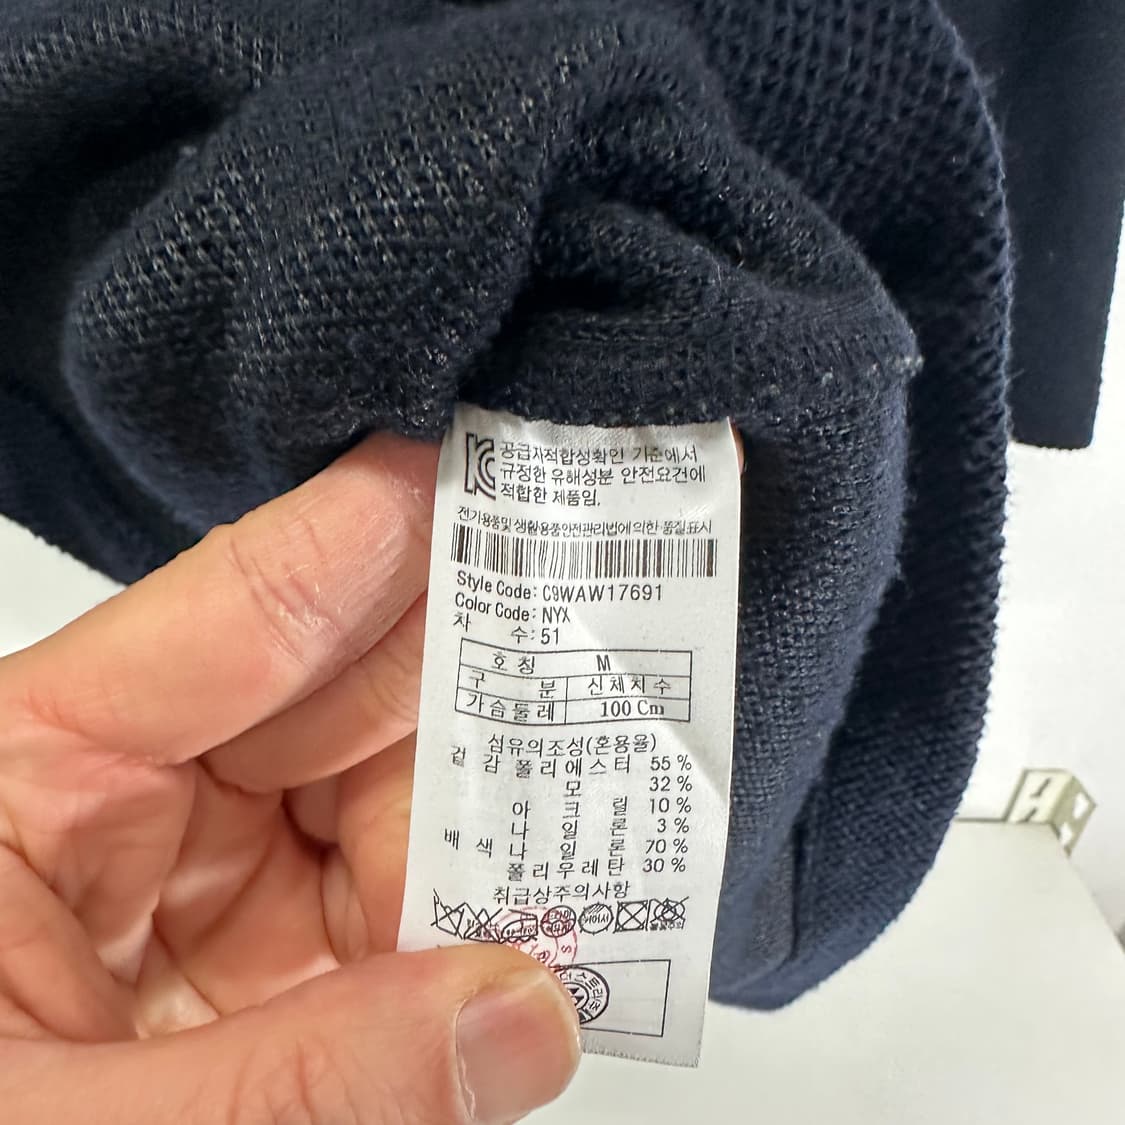 공급자적합성확인 기준에서
규정한 유해성분 안전요건에
적합한 제품임.
전기용품및 생활용품안전관리법에 의한 품질표시
Style Code: C9WAW17691
Color Code: NYX
차 수: 51
호칭 M
구 분 신체치수
가슴둘레 100 Cm
섬유의조성(혼용율)
겉 감 폴리에스터 55 %
모 32 %
아 크 릴 10 %
나 일 론 3 %
배 색 나 일 론 70 %
폴리우레탄 30 %
취급상주의사항